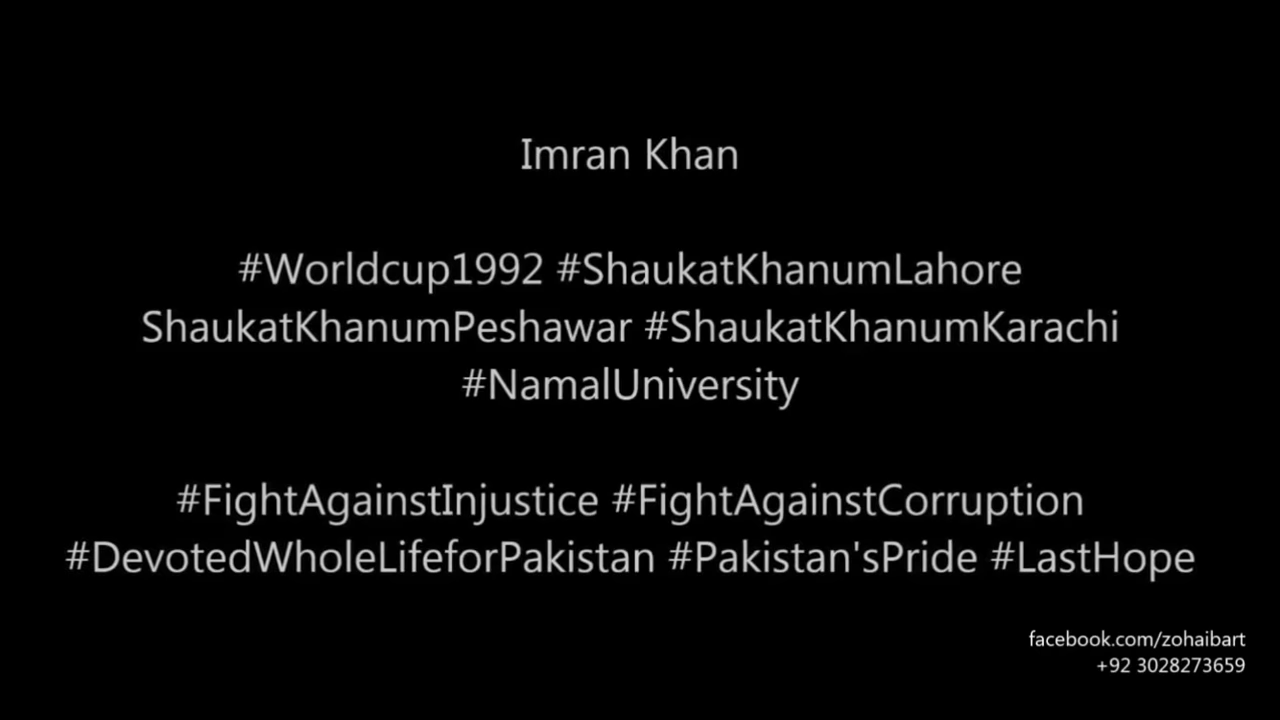 Imran Khan
#Worldcup1992 #ShaukatKhanumLahore
ShaukatKhanumPeshawar #ShaukatKhanumKarachi
#NamalUniversity
#FightAgainstInjustice #FightAgainstCorruption
#DevotedWholeLifeforPakistan #Pakistan'sPride #LastHope
facebook.com/zohaibart
+92 3028273659